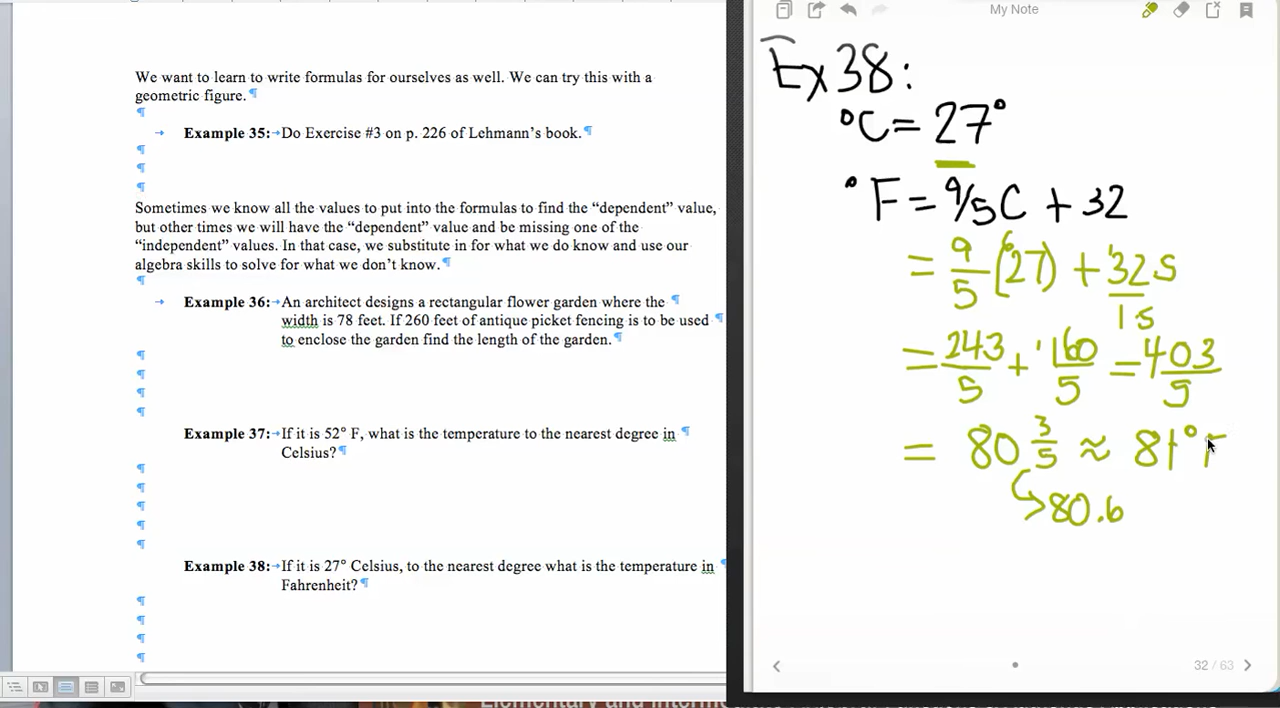 We want to learn to write formulas for ourselves as well. We can try this with a
geometric figure.¶
¶
→ Example 35:→Do Exercise #3 on p. 226 of Lehmann's book.¶
¶
¶
¶
Sometimes we know all the values to put into the formulas to find the “dependent” value,
but other times we will have the “dependent” value and be missing one of the
“independent” values. In that case, we substitute in for what we do know and use our
algebra skills to solve for what we don't know.¶
¶
→ Example 36:→An architect designs a rectangular flower garden where the ¶
width is 78 feet. If 260 feet of antique picket fencing is to be used ¶
to enclose the garden find the length of the garden.¶
¶
¶
¶
¶
Example 37:→If it is 52° F, what is the temperature to the nearest degree in ¶
Celsius?¶
¶
¶
¶
¶
¶
Example 38:→If it is 27° Celsius, to the nearest degree what is the temperature in
Fahrenheit?¶
¶
¶
¶
¶
My Note
Ex 38:
°C = 27°
°F = 9/5 C + 32
= 9/5 (27) + 32·5/1·5
= 243/5 + 160/5 = 403/5
= 80 3/5 ≈ 81° F
80.6
32 / 63